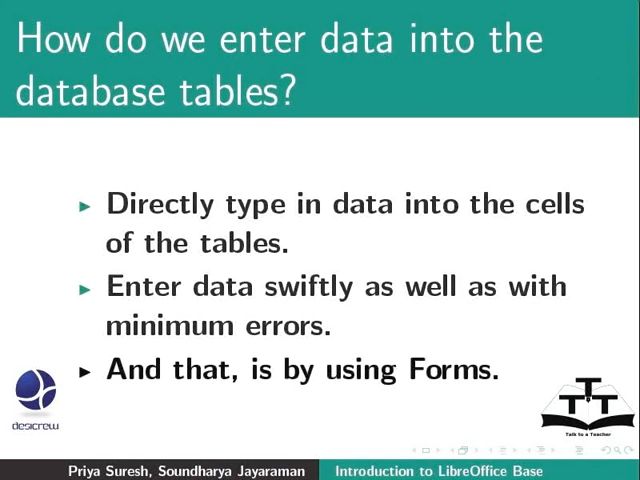 How do we enter data into the
database tables?
Directly type in data into the cells
of the tables.
Enter data swiftly as well as with
minimum errors.
And that, is by using Forms.
desicrew
TTT
Talk to a Teacher
Priya Suresh, Soundharya Jayaraman
Introduction to LibreOffice Base